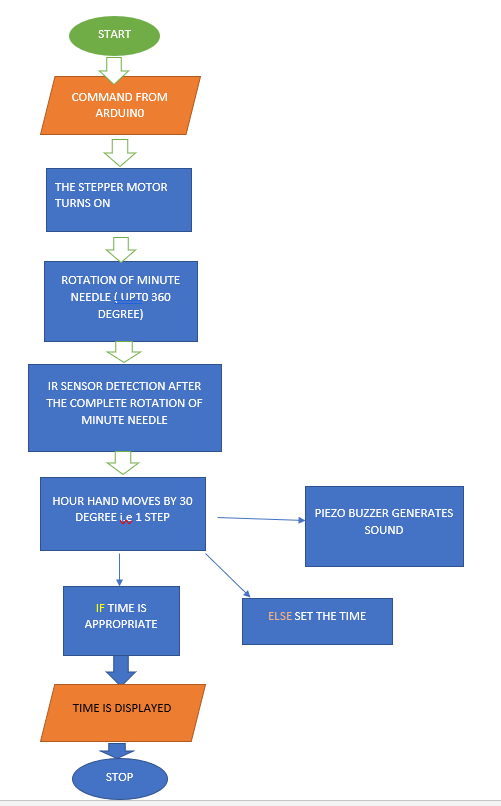 START
COMMAND FROM
ARDUIN0
THE STEPPER MOTOR
TURNS ON
ROTATION OF MINUTE
NEEDLE ( UPT0 360
DEGREE)
IR SENSOR DETECTION AFTER
THE COMPLETE ROTATION OF
MINUTE NEEDLE
HOUR HAND MOVES BY 30
DEGREE i.e 1 STEP
PIEZO BUZZER GENERATES
SOUND
IF TIME IS
APPROPRIATE
ELSE SET THE TIME
TIME IS DISPLAYED
STOP